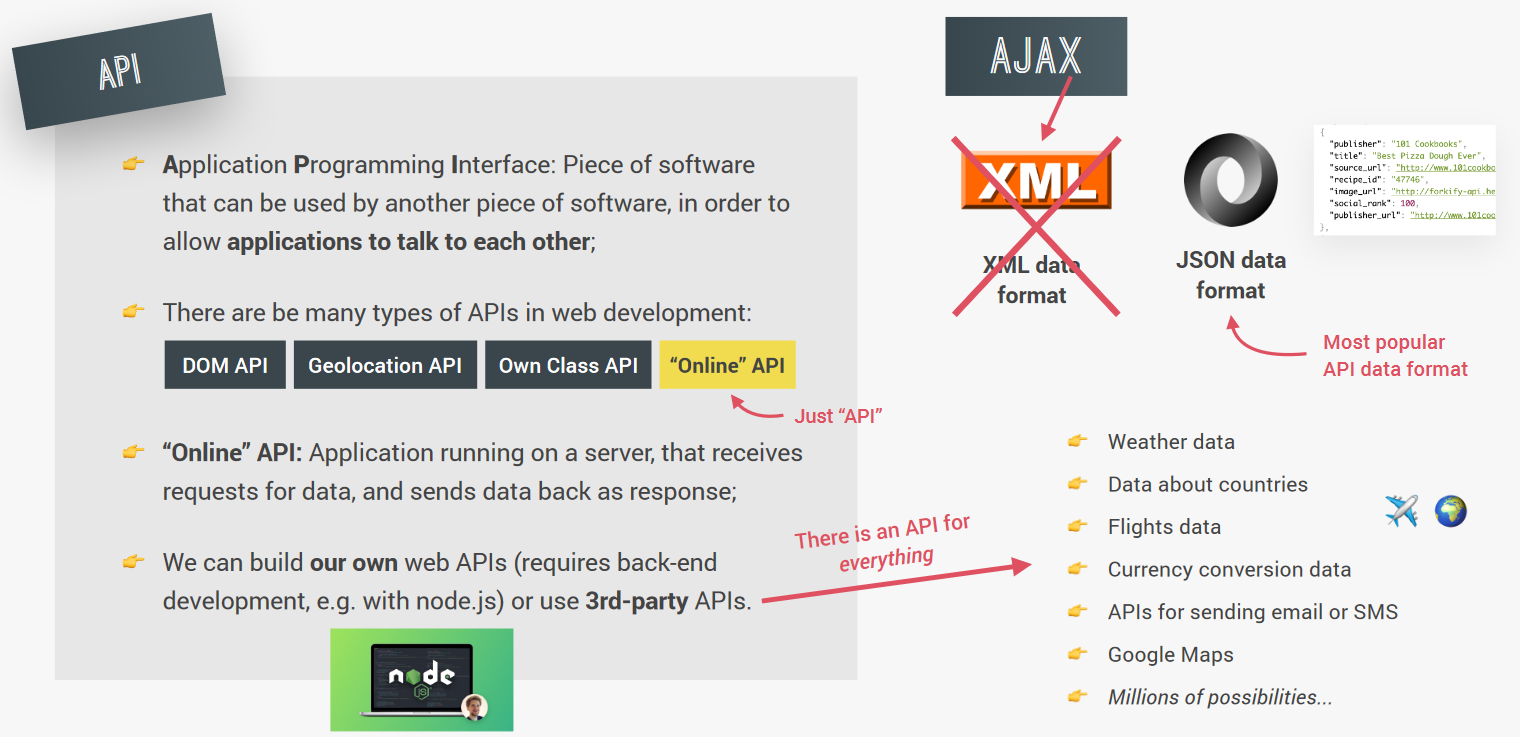 API
Application Programming Interface: Piece of software
that can be used by another piece of software, in order to
allow applications to talk to each other;
There are be many types of APIs in web development:
DOM API
Geolocation API
Own Class API
“Online” API
Just “API”
“Online” API: Application running on a server, that receives
requests for data, and sends data back as response;
We can build our own web APIs (requires back-end
development, e.g. with node.js) or use 3rd-party APIs.
node
JS
There is an API for
everything
AJAX
XML
XML data
format
JSON data
format
{
"publisher": "101 Cookbooks",
"title": "Best Pizza Dough Ever",
"source_url": "http://www.101cookbo
"recipe_id": "47746",
"image_url": "http://forkify-api.he
"social_rank": 100,
"publisher_url": "http://www.101coo
},
Most popular
API data format
Weather data
Data about countries
Flights data
Currency conversion data
APIs for sending email or SMS
Google Maps
Millions of possibilities...